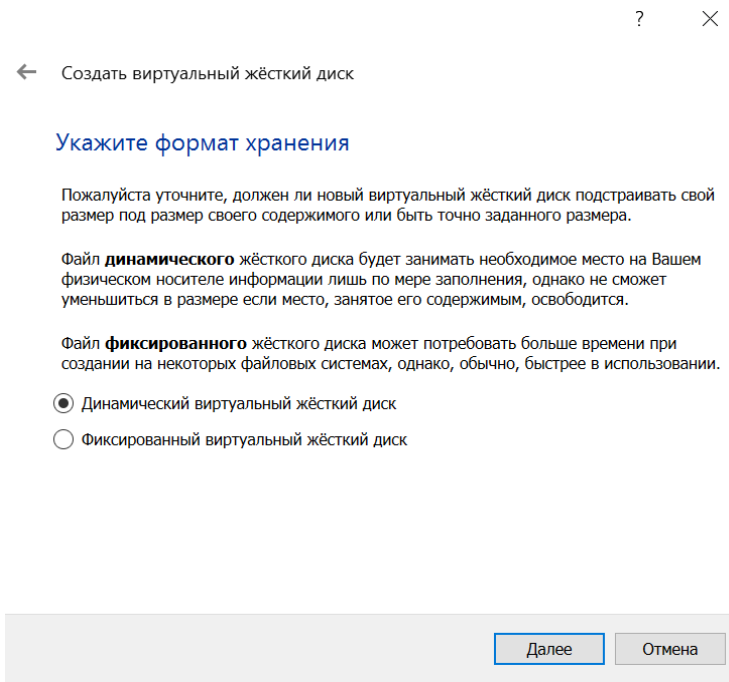 ?
Создать виртуальный жёсткий диск
Укажите формат хранения
Пожалуйста уточните, должен ли новый виртуальный жёсткий диск подстраивать свой
размер под размер своего содержимого или быть точно заданного размера.
Файл динамического жёсткого диска будет занимать необходимое место на Вашем
физическом носителе информации лишь по мере заполнения, однако не сможет
уменьшиться в размере если место, занятое его содержимым, освободится.
Файл фиксированного жёсткого диска может потребовать больше времени при
создании на некоторых файловых системах, однако, обычно, быстрее в использовании.
Динамический виртуальный жёсткий диск
Фиксированный виртуальный жёсткий диск
Далее Отмена